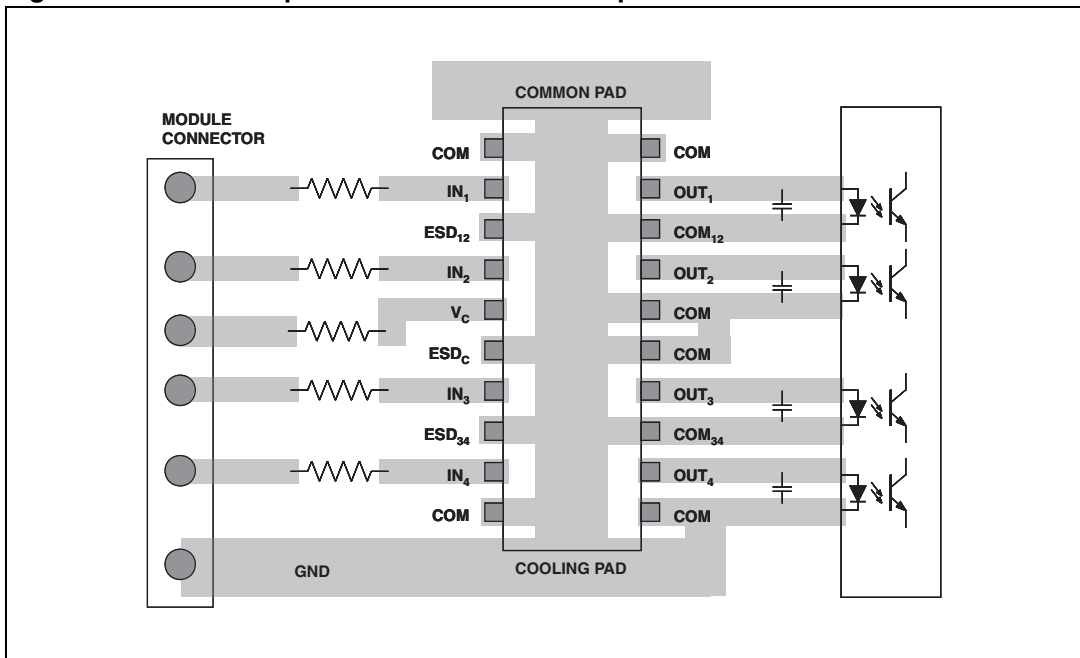 COMMON PAD
MODULE
CONNECTOR
COM COM
IN1 OUT1
ESD12 COM12
IN2 OUT2
VC COM
ESDC COM
IN3 OUT3
ESD34 COM34
IN4 OUT4
COM COM
GND COOLING PAD